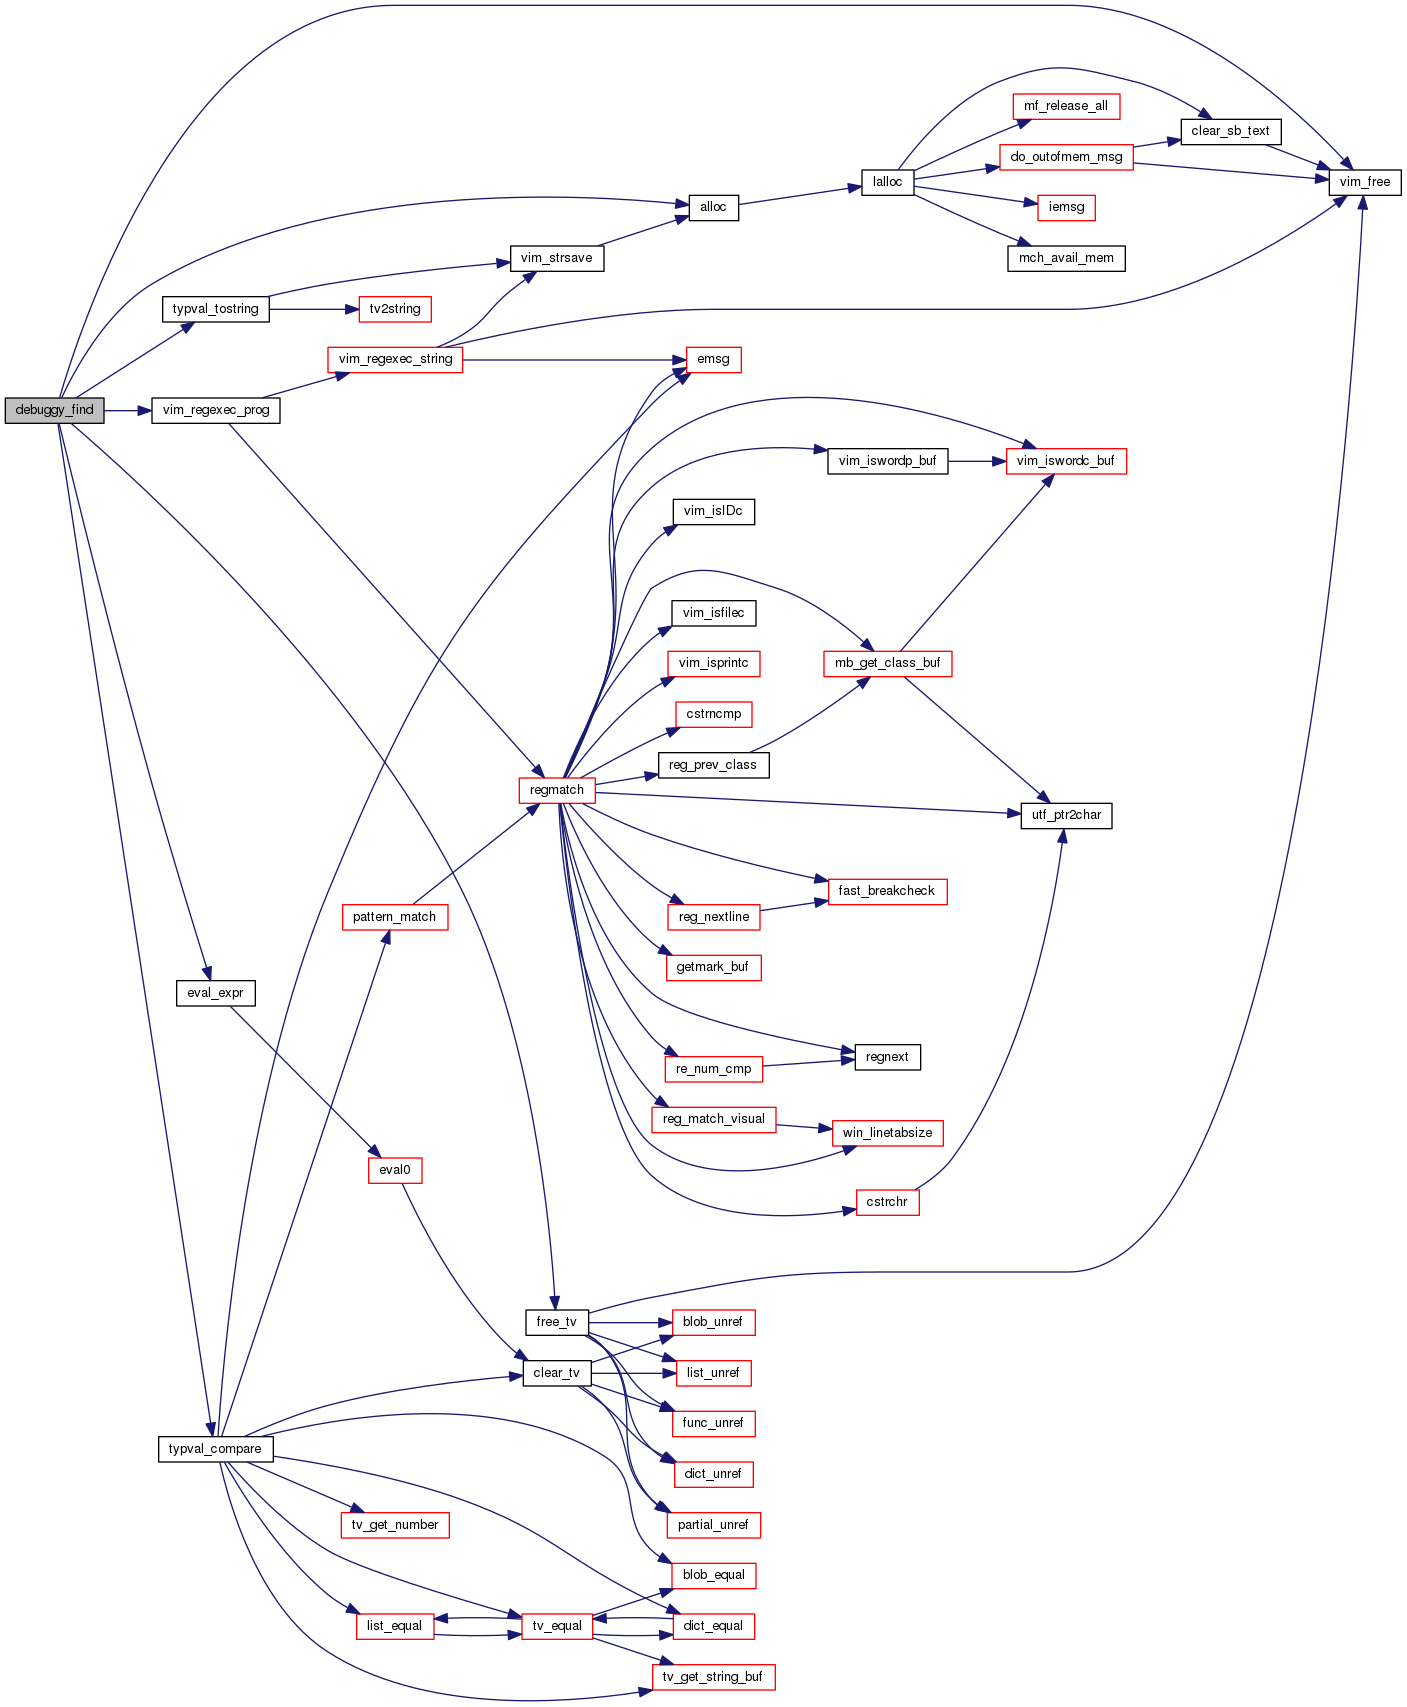 mf_release_all
clear_sb_text
do_outofmem_msg
lalloc
vim_free
alloc
iemsg
vim_strsave
mch_avail_mem
typval_tostring
tv2string
vim_regexec_string
emsg
debuggy_find
vim_regexec_prog
vim_iswordp_buf
vim_iswordc_buf
vim_isIDc
vim_isfilec
vim_isprintc
mb_get_class_buf
cstrncmp
reg_prev_class
regmatch
utf_ptr2char
fast_breakcheck
pattern_match
reg_nextline
getmark_buf
eval_expr
regnext
re_num_cmp
reg_match_visual
win_linetabsize
eval0
cstrchr
free_tv
blob_unref
clear_tv
list_unref
func_unref
typval_compare
dict_unref
tv_get_number
partial_unref
blob_equal
list_equal
tv_equal
dict_equal
tv_get_string_buf